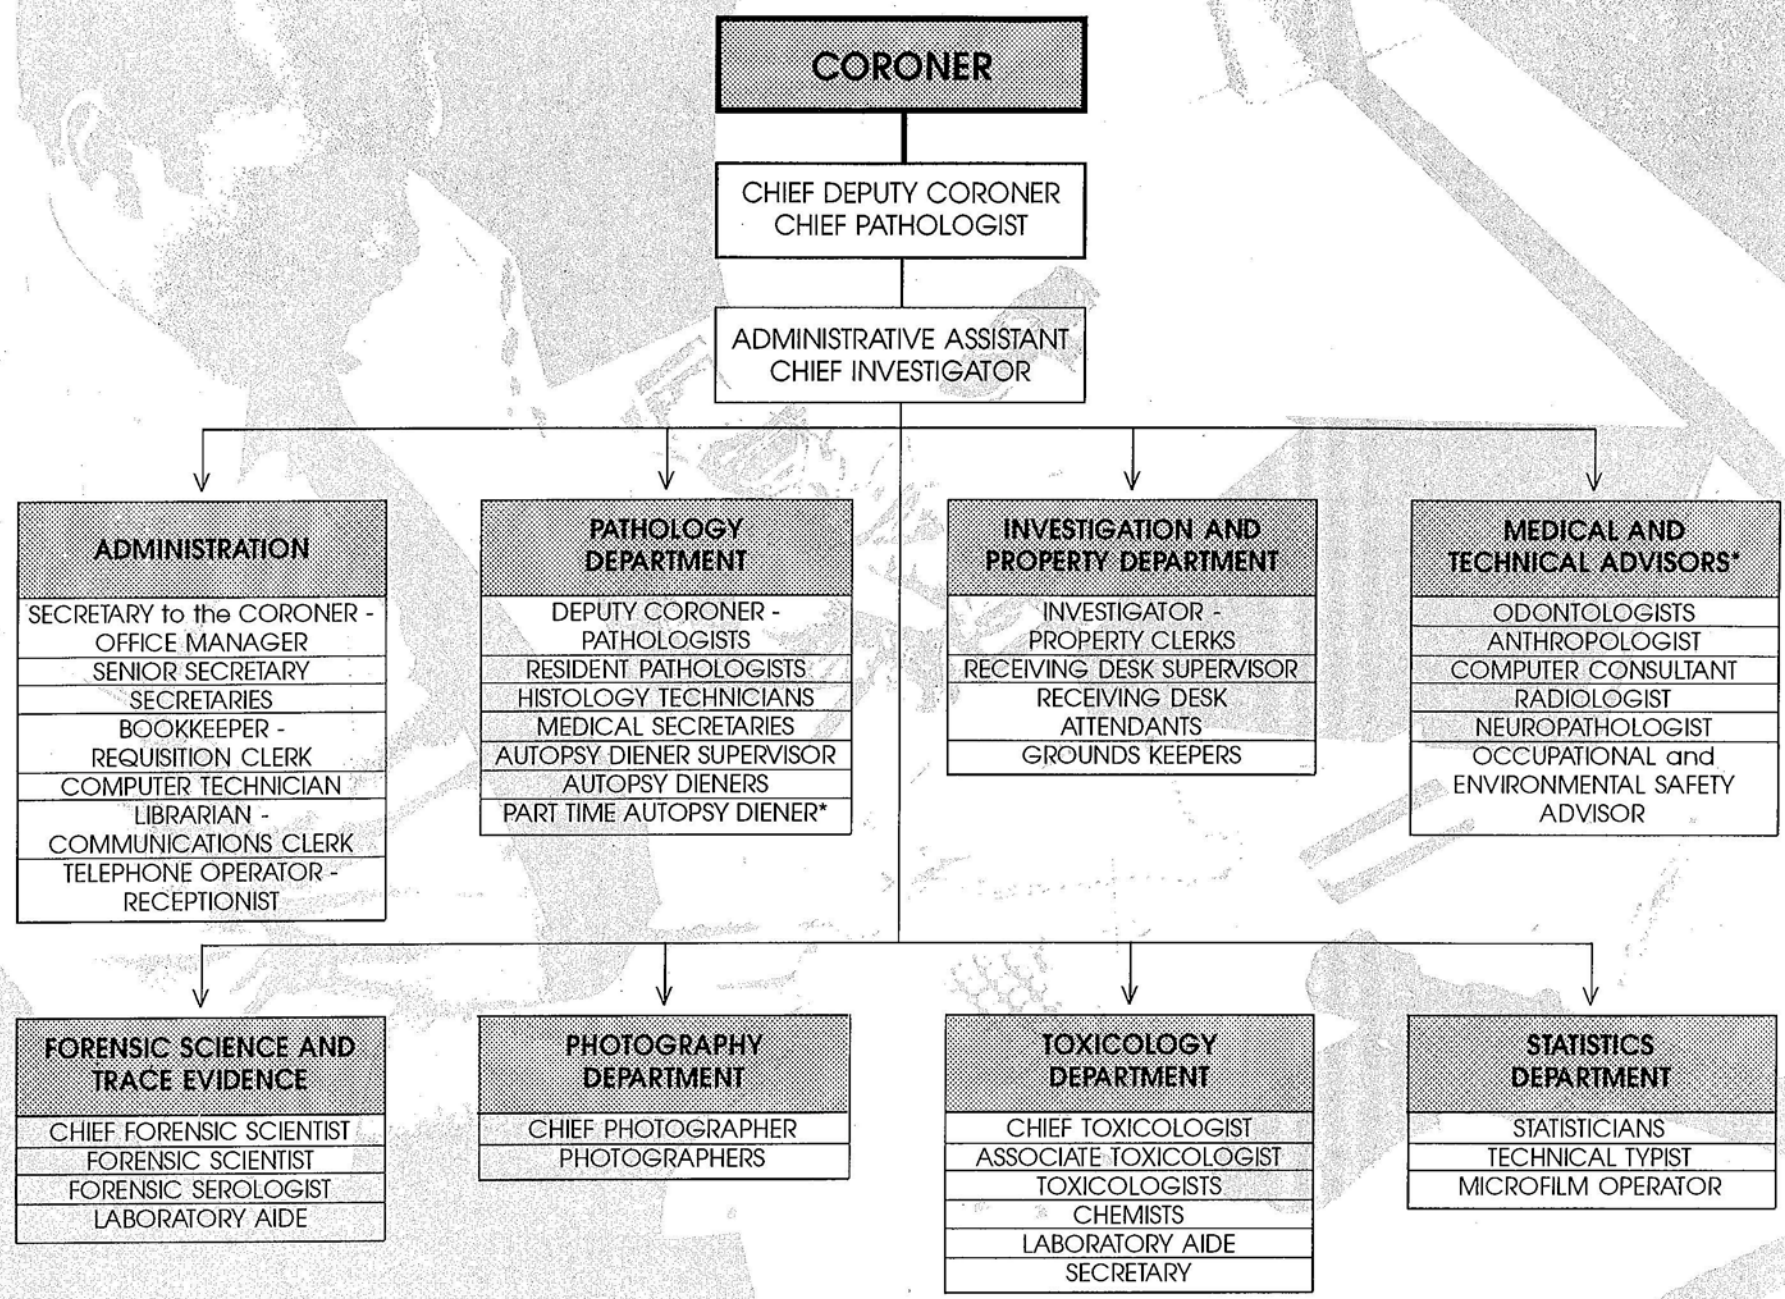 CORONER
CHIEF DEPUTY CORONER
CHIEF PATHOLOGIST
ADMINISTRATIVE ASSISTANT
CHIEF INVESTIGATOR
ADMINISTRATION
SECRETARY to the CORONER -
OFFICE MANAGER
SENIOR SECRETARY
SECRETARIES
BOOKKEEPER -
REQUISITION CLERK
COMPUTER TECHNICIAN
LIBRARIAN -
COMMUNICATIONS CLERK
TELEPHONE OPERATOR -
RECEPTIONIST
PATHOLOGY
DEPARTMENT
DEPUTY CORONER -
PATHOLOGISTS
RESIDENT PATHOLOGISTS
HISTOLOGY TECHNICIANS
MEDICAL SECRETARIES
AUTOPSY DIENER SUPERVISOR
AUTOPSY DIENERS
PART TIME AUTOPSY DIENER*
INVESTIGATION AND
PROPERTY DEPARTMENT
INVESTIGATOR -
PROPERTY CLERKS
RECEIVING DESK SUPERVISOR
RECEIVING DESK
ATTENDANTS
GROUNDS KEEPERS
MEDICAL AND
TECHNICAL ADVISORS*
ODONTOLOGISTS
ANTHROPOLOGIST
COMPUTER CONSULTANT
RADIOLOGIST
NEUROPATHOLOGIST
OCCUPATIONAL and
ENVIRONMENTAL SAFETY
ADVISOR
FORENSIC SCIENCE AND
TRACE EVIDENCE
CHIEF FORENSIC SCIENTIST
FORENSIC SCIENTIST
FORENSIC SEROLOGIST
LABORATORY AIDE
PHOTOGRAPHY
DEPARTMENT
CHIEF PHOTOGRAPHER
PHOTOGRAPHERS
TOXICOLOGY
DEPARTMENT
CHIEF TOXICOLOGIST
ASSOCIATE TOXICOLOGIST
TOXICOLOGISTS
CHEMISTS
LABORATORY AIDE
SECRETARY
STATISTICS
DEPARTMENT
STATISTICIANS
TECHNICAL TYPIST
MICROFILM OPERATOR